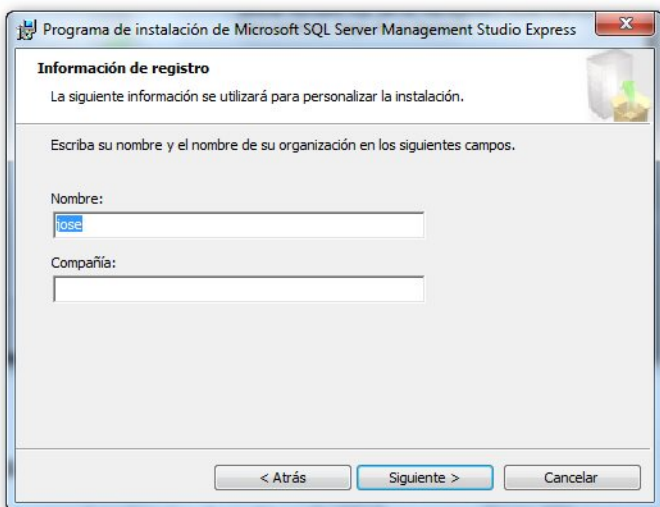 Programa de instalación de Microsoft SQL Server Management Studio Express
Información de registro
La siguiente información se utilizará para personalizar la instalación.
Escriba su nombre y el nombre de su organización en los siguientes campos.
Nombre:
jose
Compañía:
< Atrás
Siguiente >
Cancelar